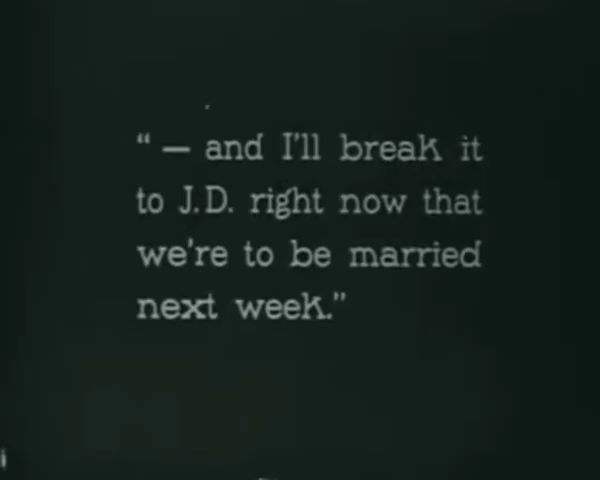 “ — and I'll break it
to J.D. right now that
we're to be married
next week.”